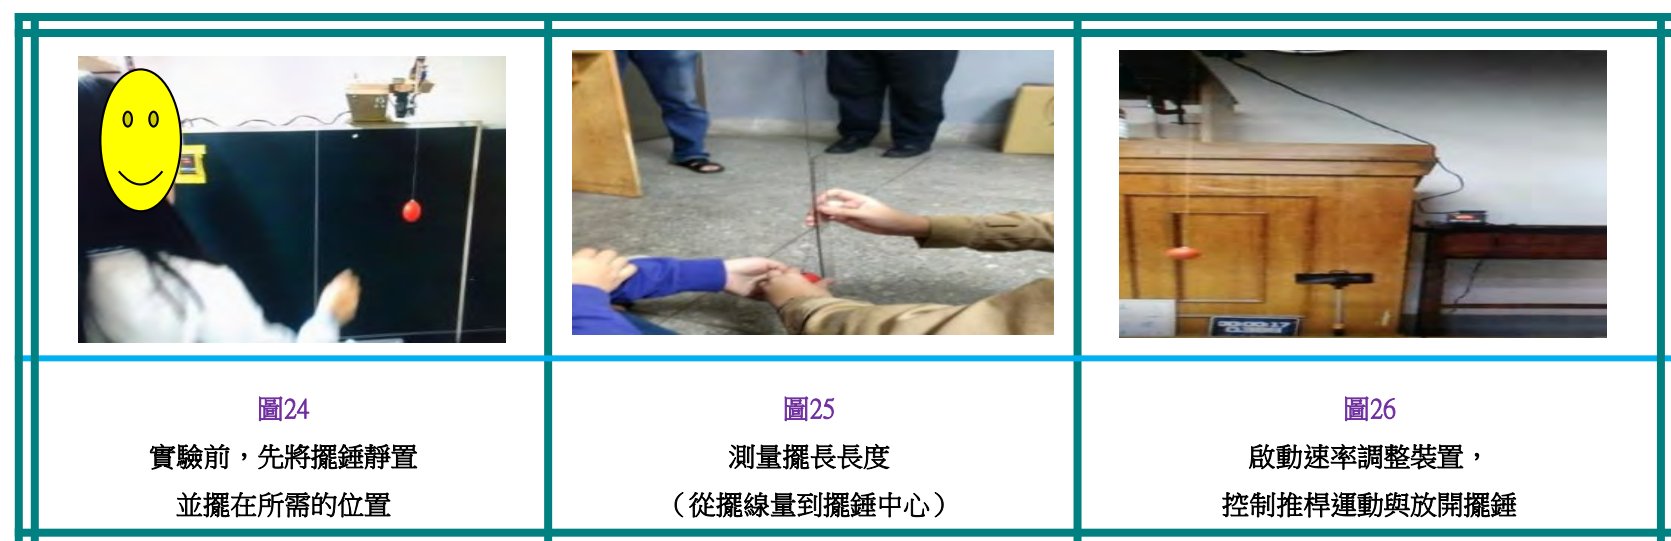 圖24
實驗前，先將擺錘靜置
並擺在所需的位置
圖25
測量擺長長度
（從擺線量到擺錘中心）
圖26
啟動速率調整裝置，
控制推桿運動與放開擺錘